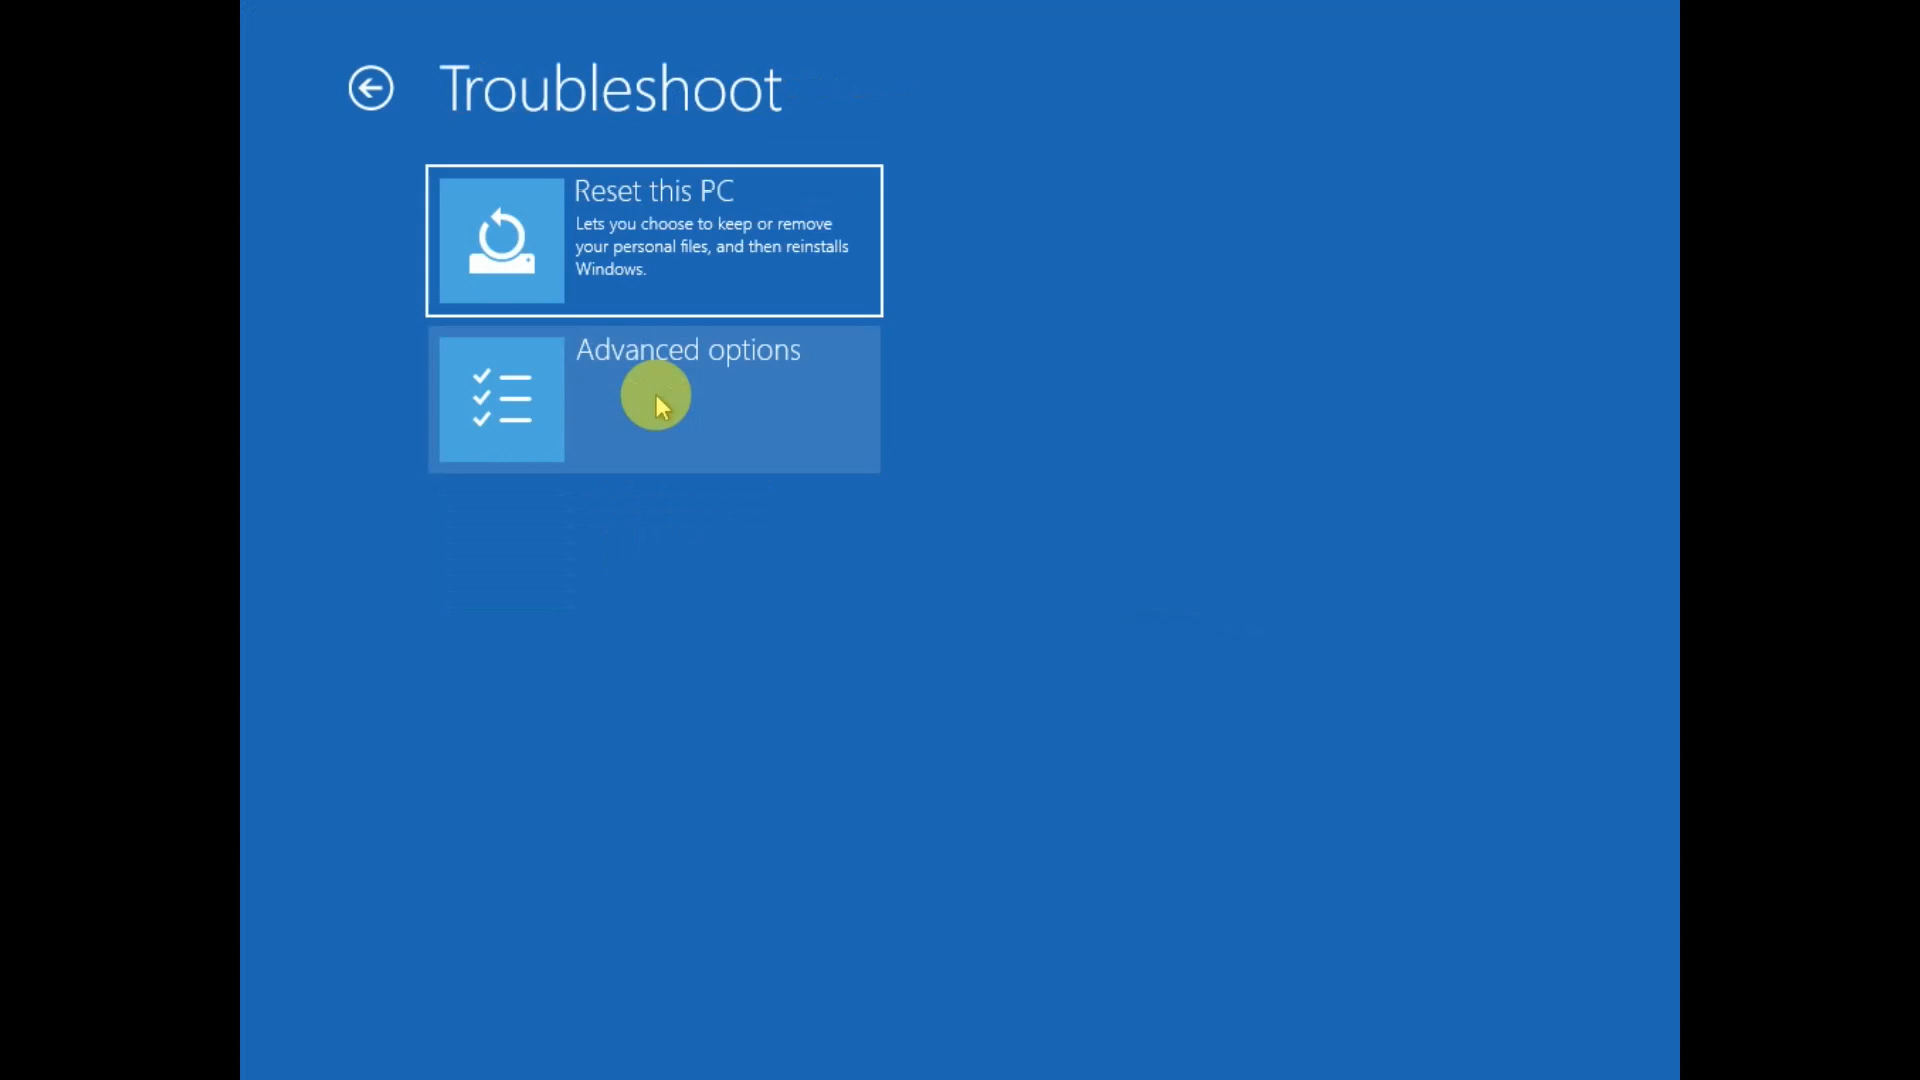 Troubleshoot
Reset this PC
Lets you choose to keep or remove
your personal files, and then reinstalls
Windows.
Advanced options